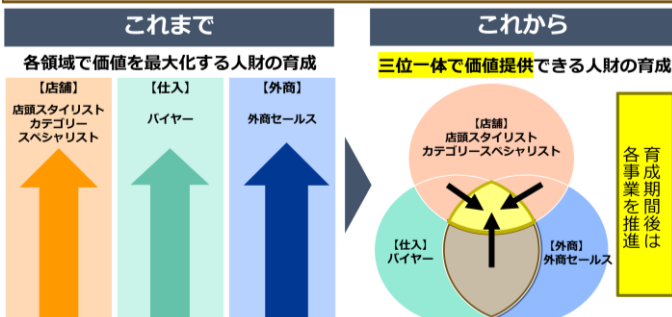 これまで
各領域で価値を最大化する人財の育成
【店舗】
店頭スタイリスト
カテゴリー
スペシャリスト
【仕入】
バイヤー
【外商】
外商セールス
これから
三位一体で価値提供できる人財の育成
【店舗】
店頭スタイリスト
カテゴリースペシャリスト
【仕入】
バイヤー
【外商】
外商セールス
育成期間後は
各事業を推進